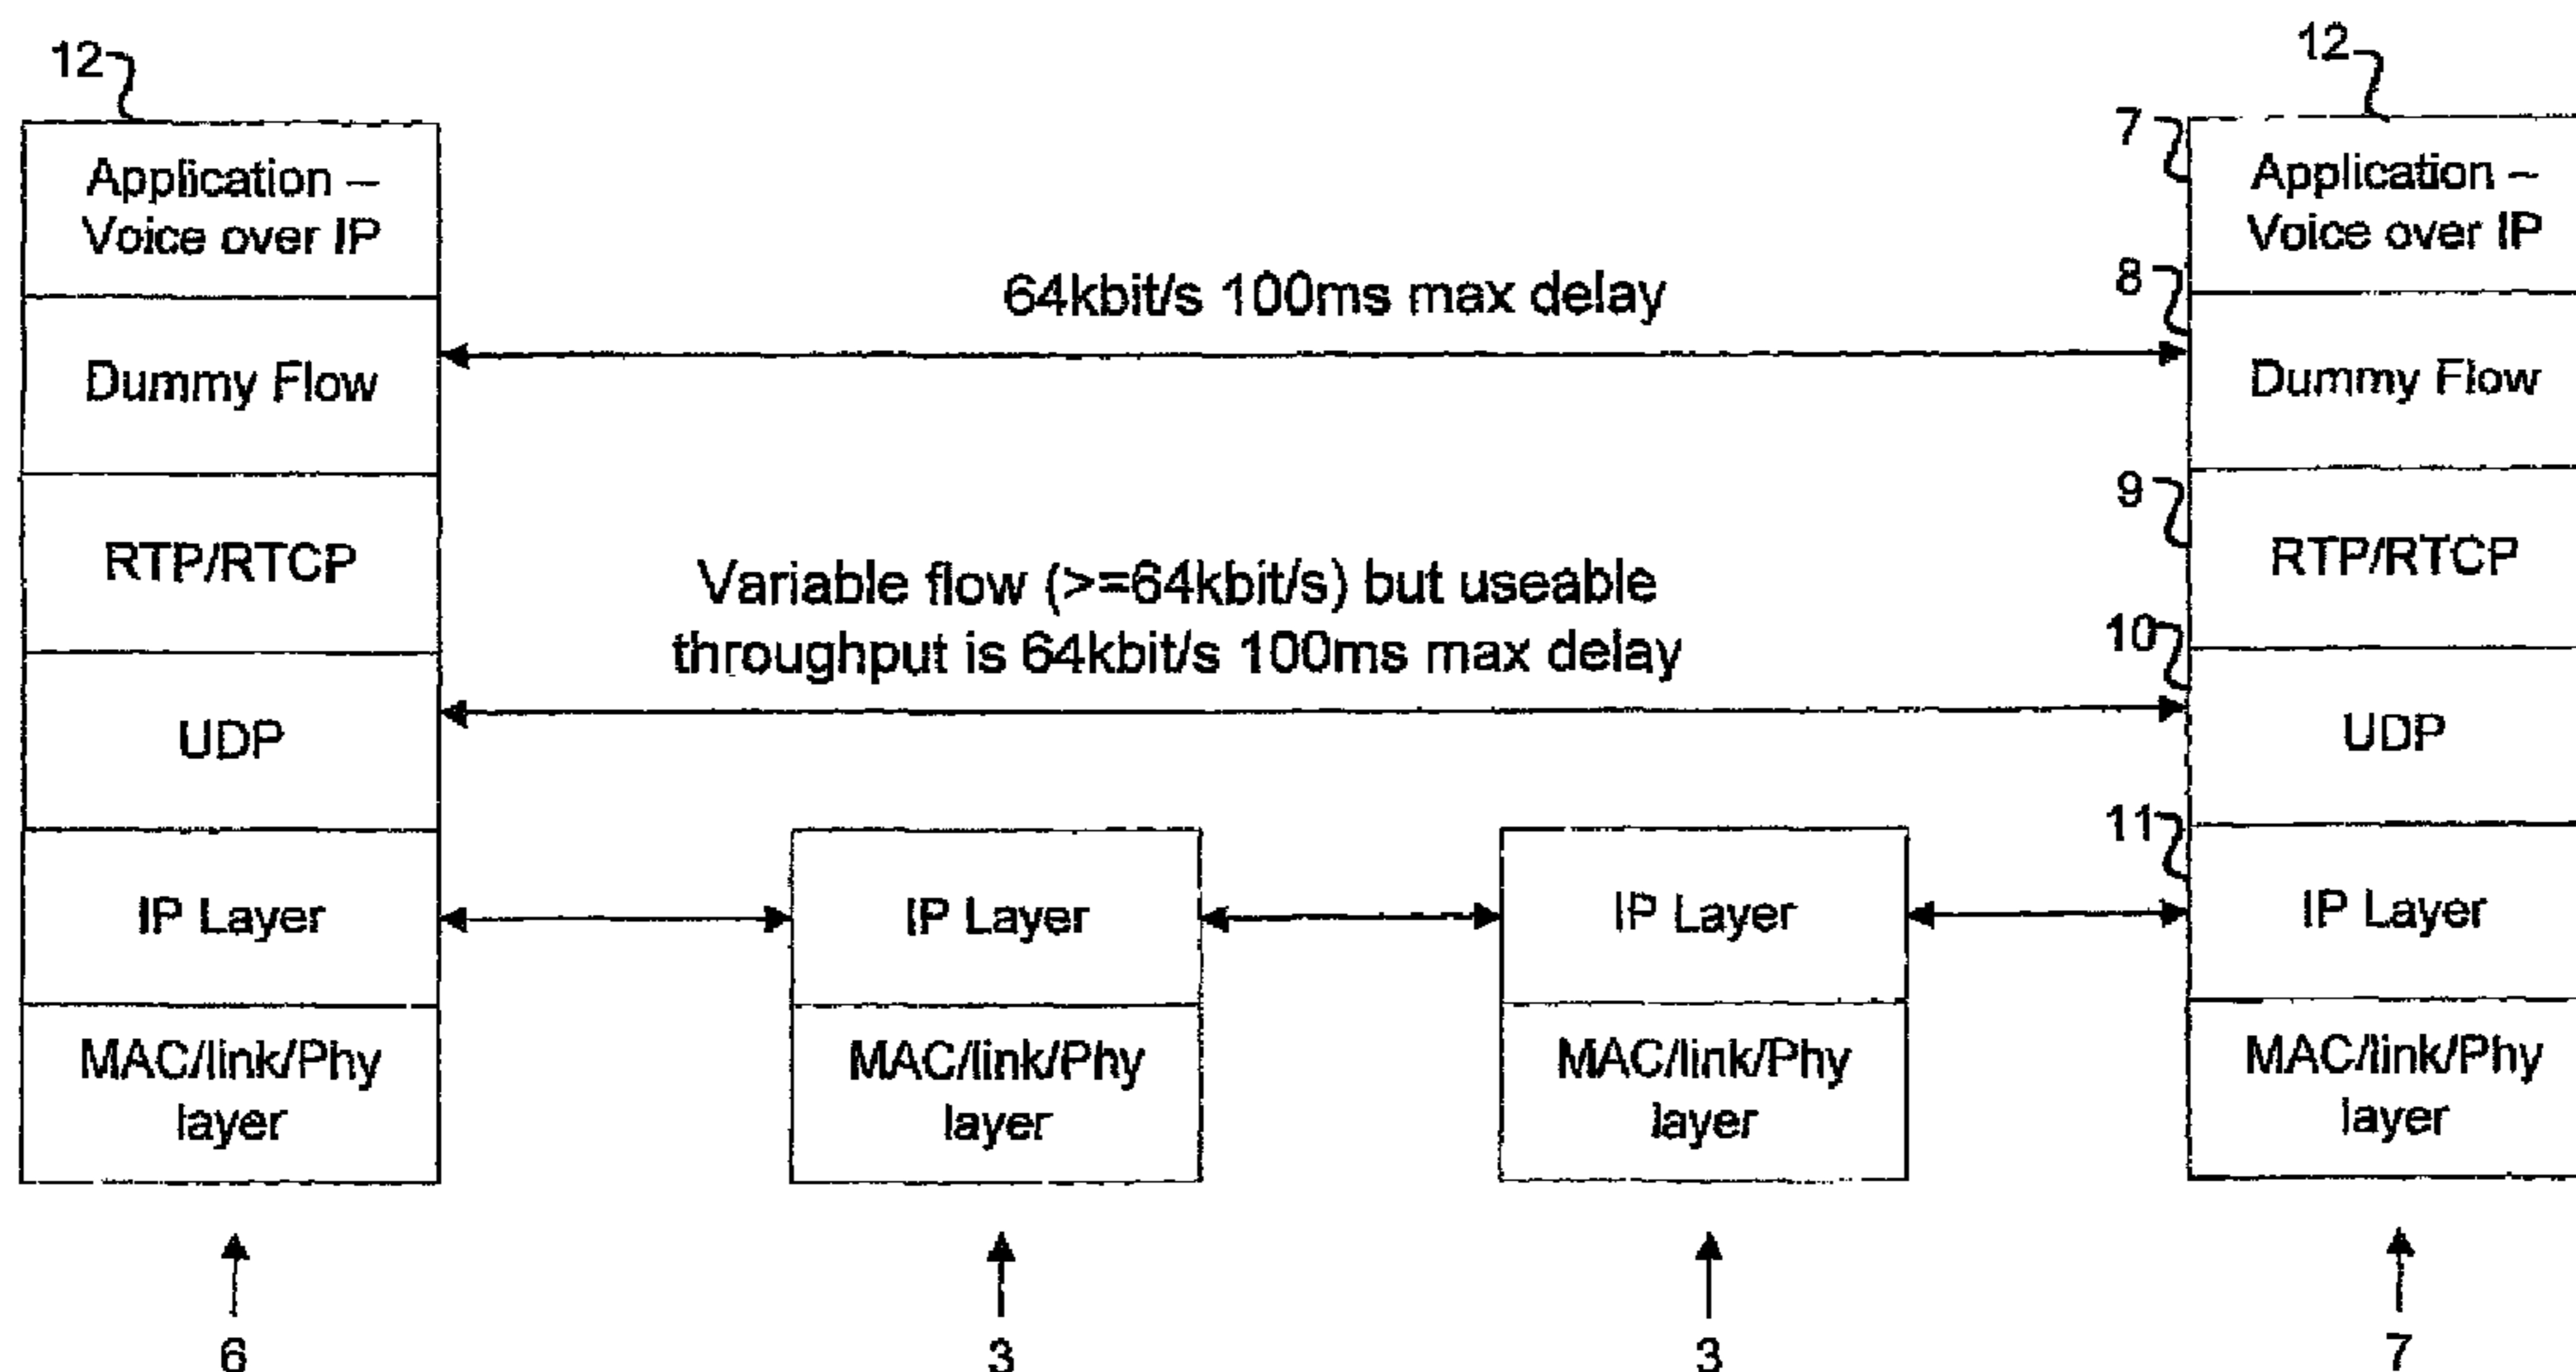 12
12
7
Application –
Voice over IP
Application –
Voice over IP
8
64kbit/s 100ms max delay
Dummy Flow
Dummy Flow
9
RTP/RTCP
RTP/RTCP
Variable flow (>=64kbit/s) but useable
throughput is 64kbit/s 100ms max delay
10
UDP
UDP
11
IP Layer
IP Layer
IP Layer
IP Layer
MAC/link/Phy
layer
MAC/link/Phy
layer
MAC/link/Phy
layer
MAC/link/Phy
layer
6
3
3
7